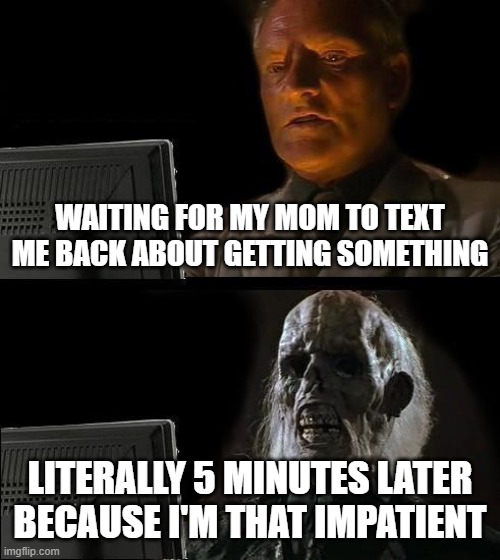 WAITING FOR MY MOM TO TEXT
ME BACK ABOUT GETTING SOMETHING
LITERALLY 5 MINUTES LATER
BECAUSE I'M THAT IMPATIENT
imgflip.com